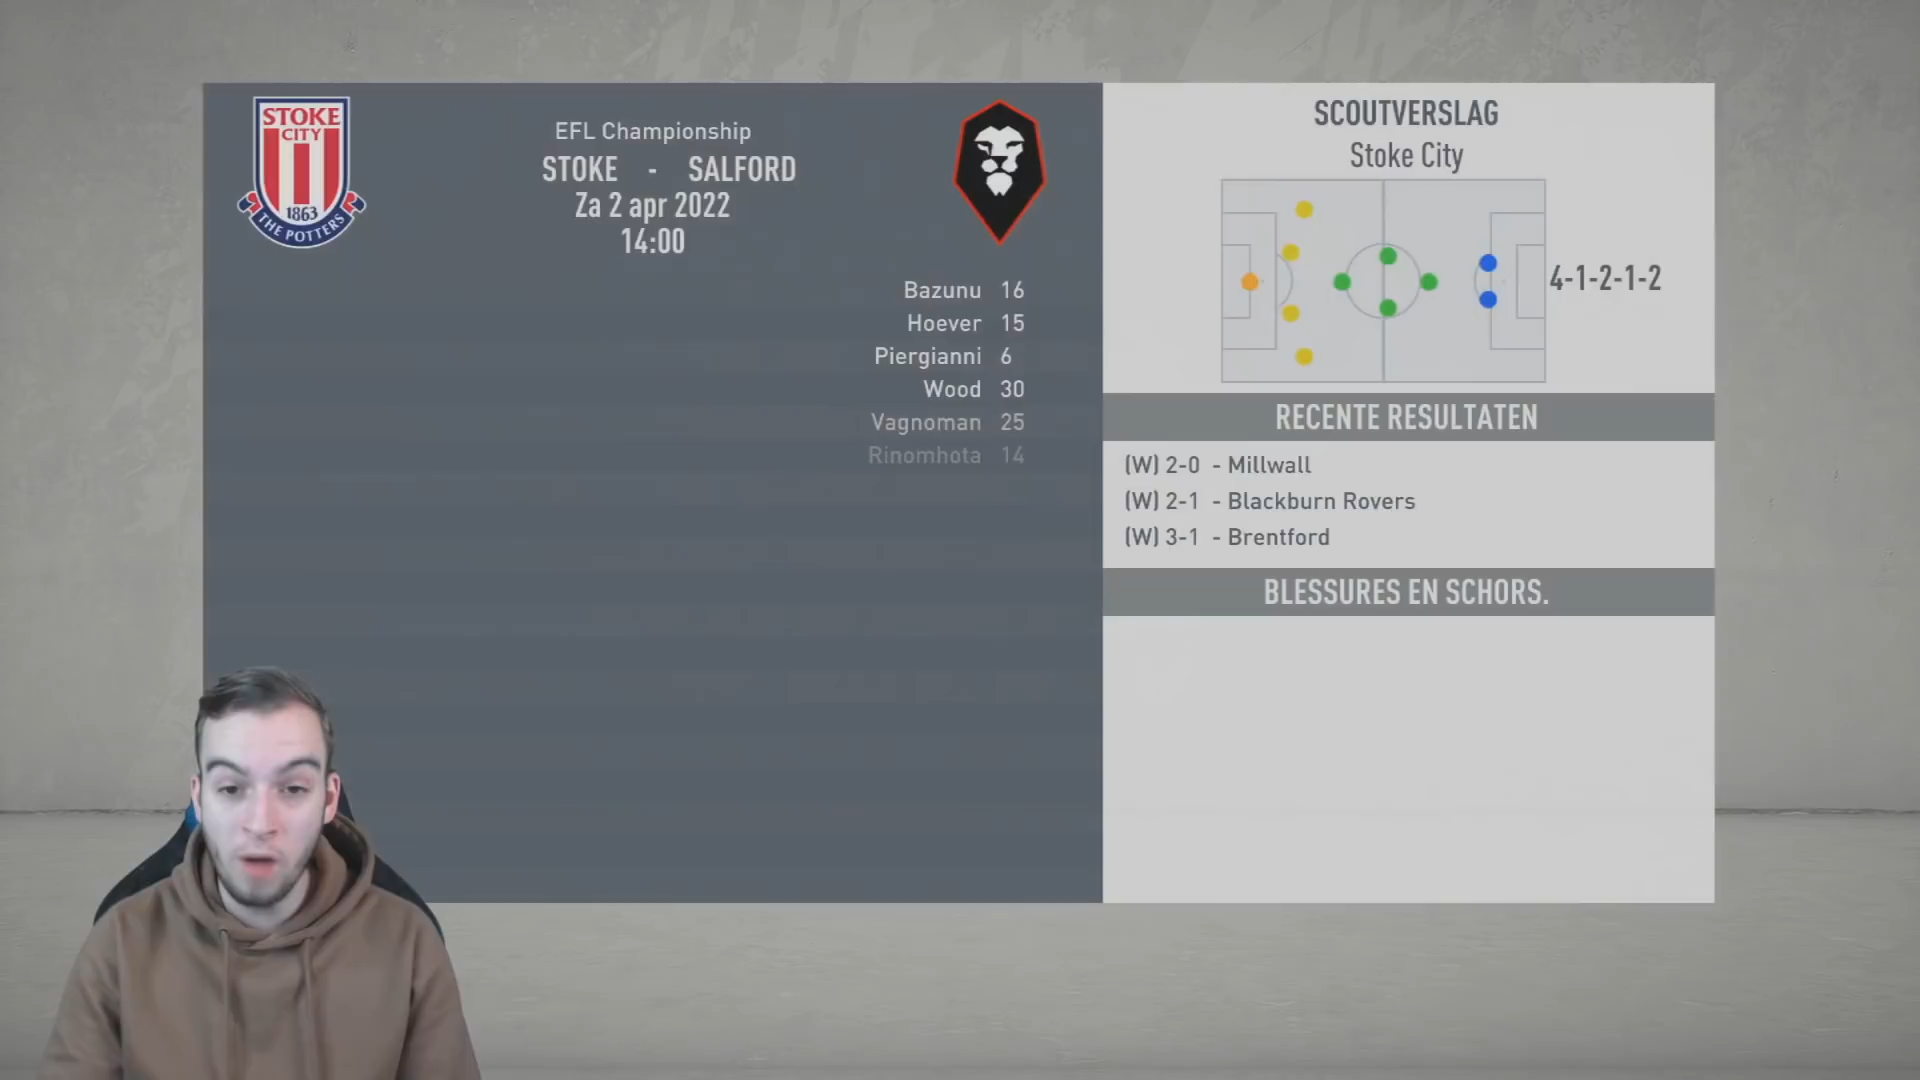 STOKE
CITY
1863
THE POTTERS
EFL Championship
STOKE - SALFORD
Za 2 apr 2022
14:00
Bazunu 16
Hoever 15
Piergianni 6
Wood 30
Vagnoman 25
Rinomhota 14
SCOUTVERSLAG
Stoke City
4-1-2-1-2
RECENTE RESULTATEN
(W) 2-0 - Millwall
(W) 2-1 - Blackburn Rovers
(W) 3-1 - Brentford
BLESSURES EN SCHORS.